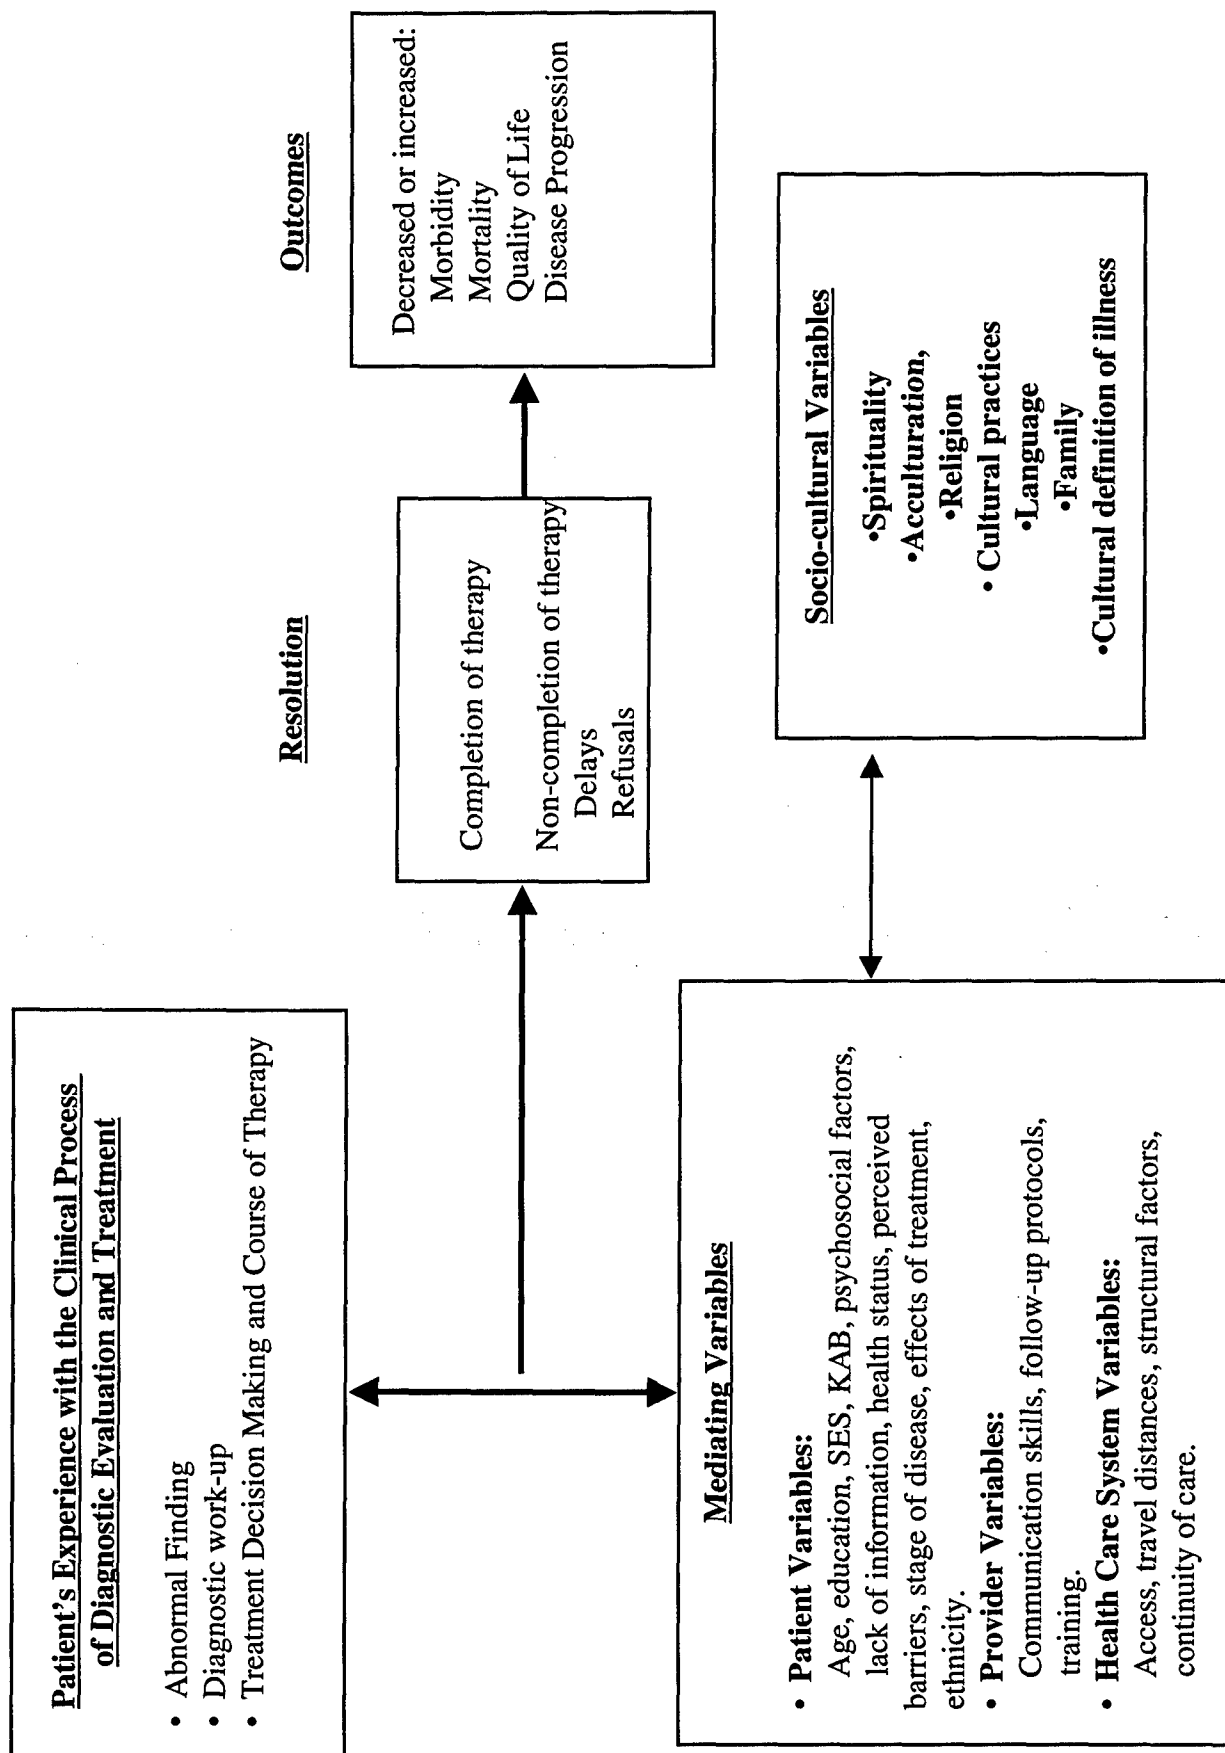 Patient's Experience with the Clinical Process
of Diagnostic Evaluation and Treatment
• Abnormal Finding
• Diagnostic work-up
• Treatment Decision Making and Course of Therapy
Mediating Variables
• Patient Variables:
Age, education, SES, KAB, psychosocial factors,
lack of information, health status, perceived
barriers, stage of disease, effects of treatment,
ethnicity.
• Provider Variables:
Communication skills, follow-up protocols,
training.
• Health Care System Variables:
Access, travel distances, structural factors,
continuity of care.
Resolution
Completion of therapy
Non-completion of therapy
Delays
Refusals
Outcomes
Decreased or increased:
Morbidity
Mortality
Quality of Life
Disease Progression
Socio-cultural Variables
•Spirituality
•Acculturation,
•Religion
• Cultural practices
•Language
•Family
•Cultural definition of illness